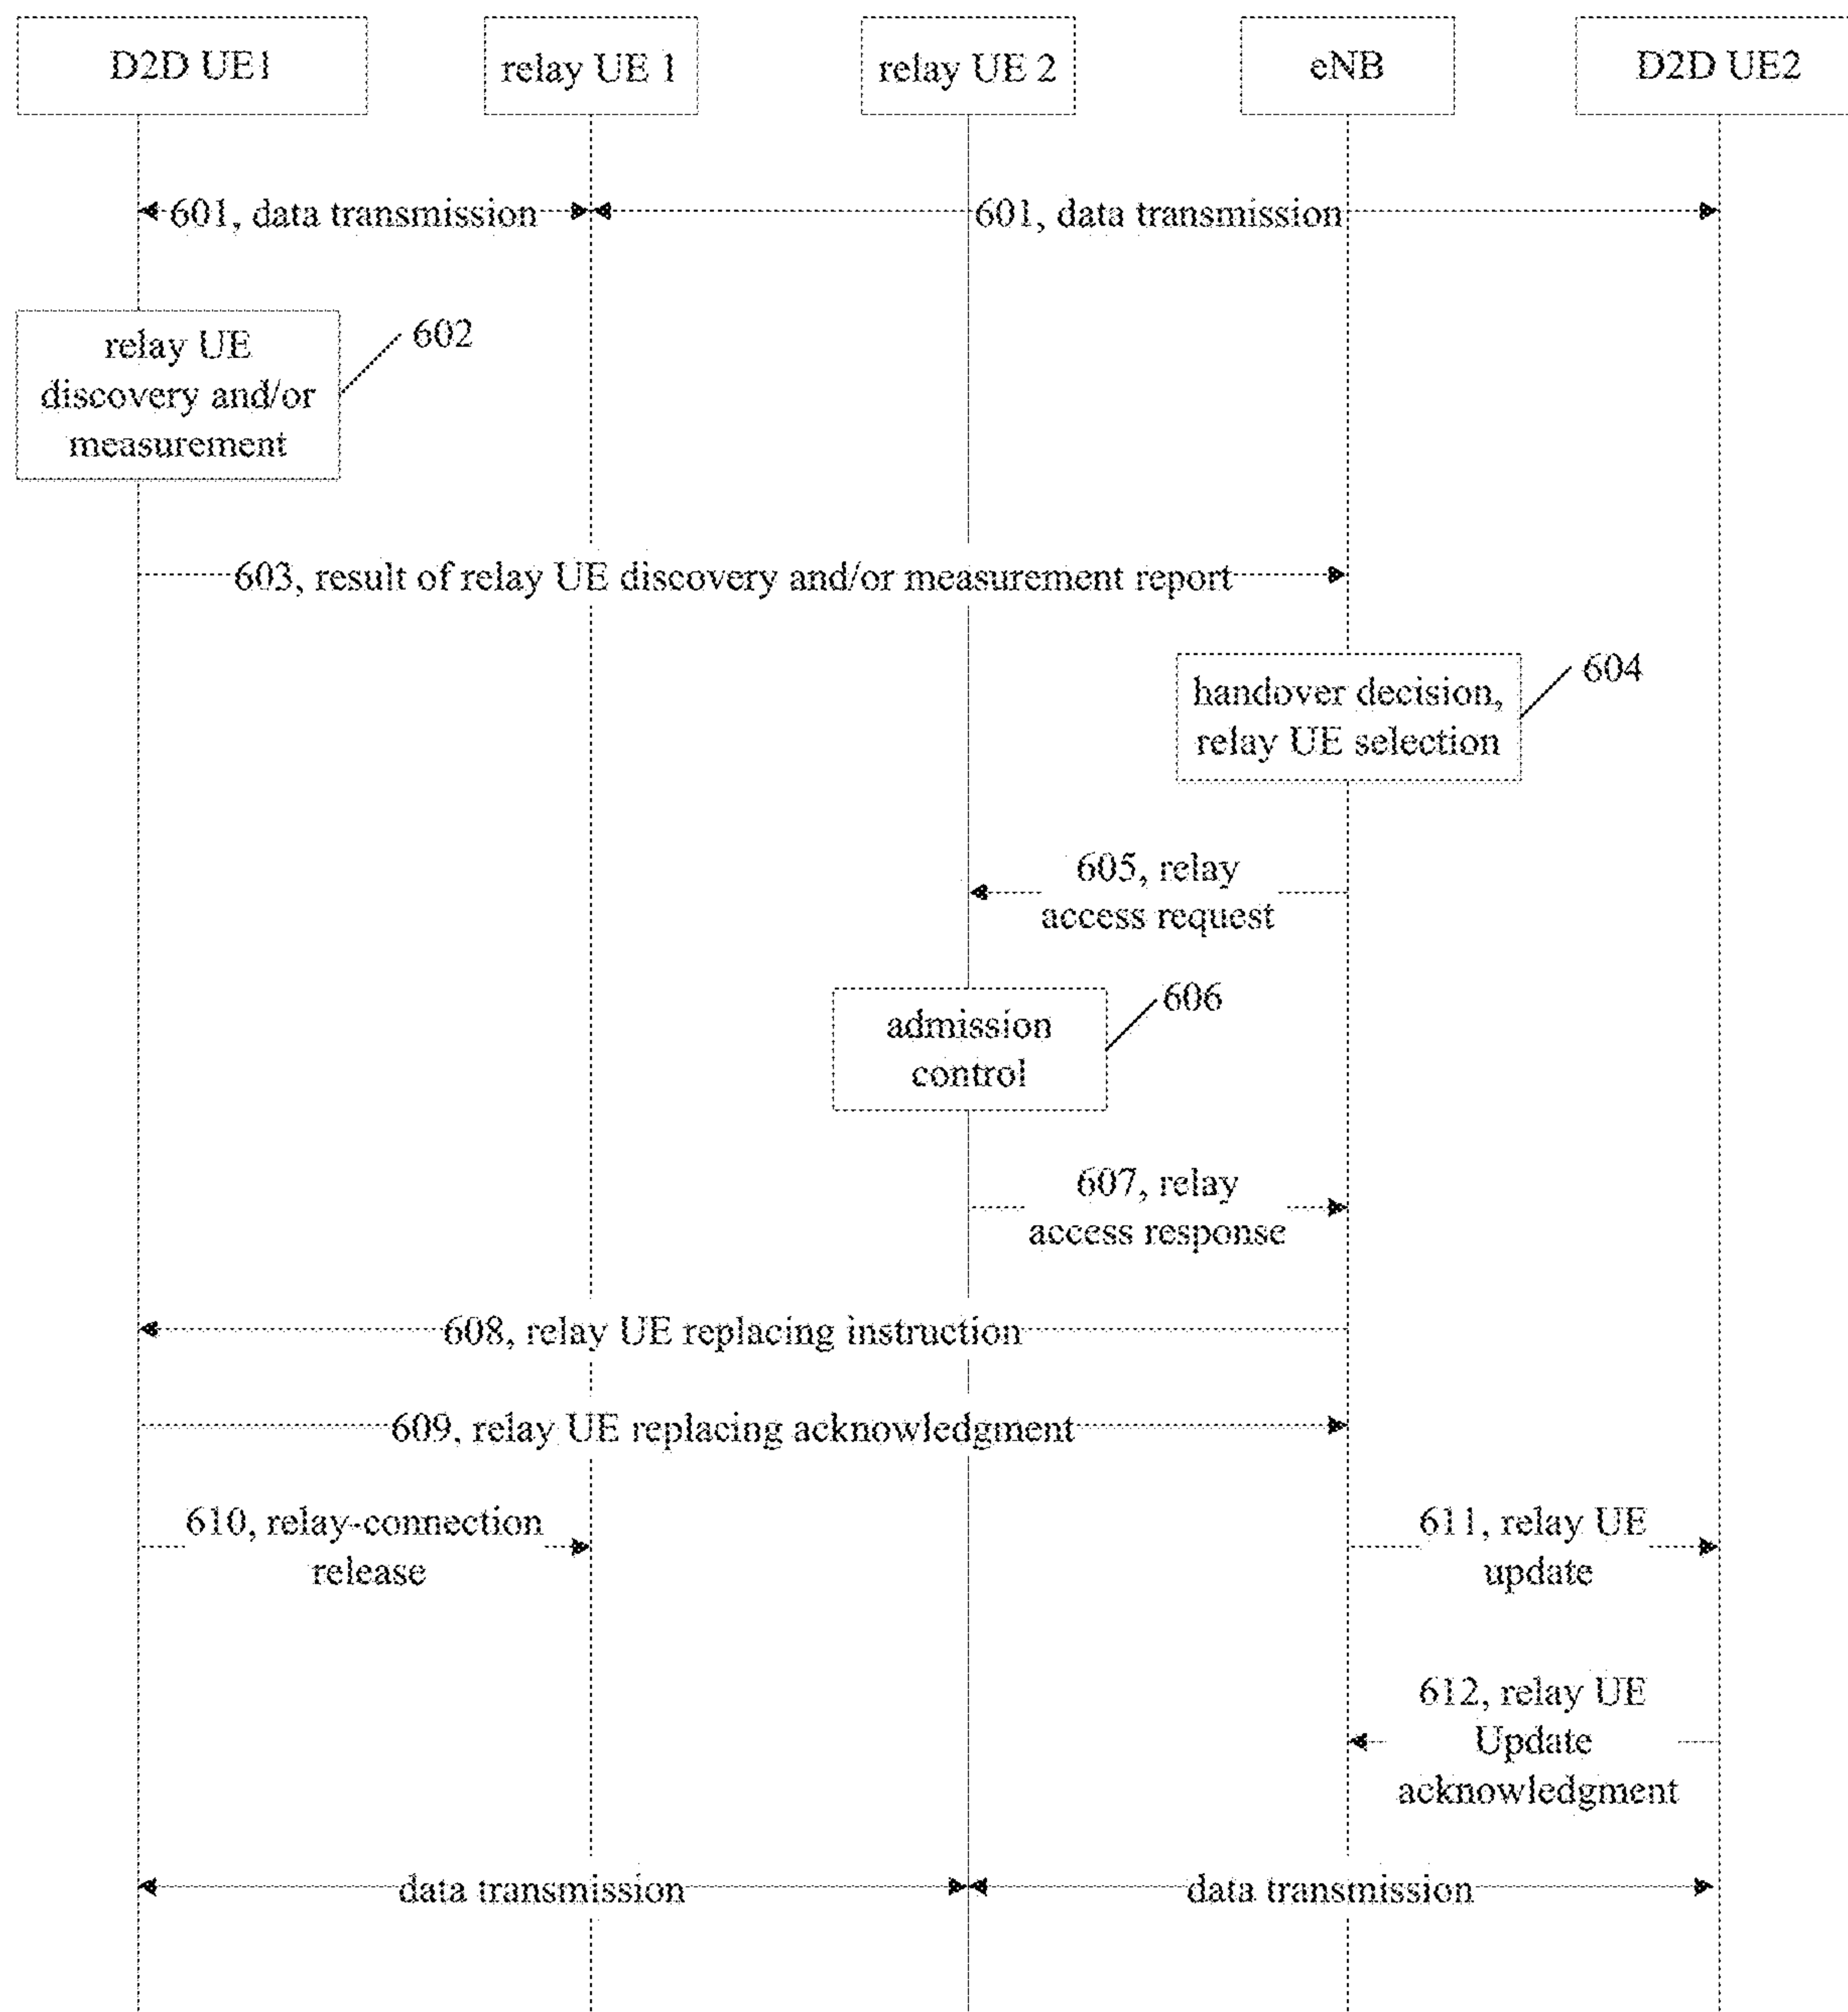 D2D UE1
relay UE 1
relay UE 2
eNB
D2D UE2
601, data transmission
601, data transmission
relay UE
discovery and/or
measurement
602
603, result of relay UE discovery and/or measurement report
handover decision,
relay UE selection
604
605, relay
access request
admission
control
606
607, relay
access response
608, relay UE replacing instruction
609, relay UE replacing acknowledgment
610, relay-connection
release
611, relay UE
update
612, relay UE
Update
acknowledgment
data transmission
data transmission